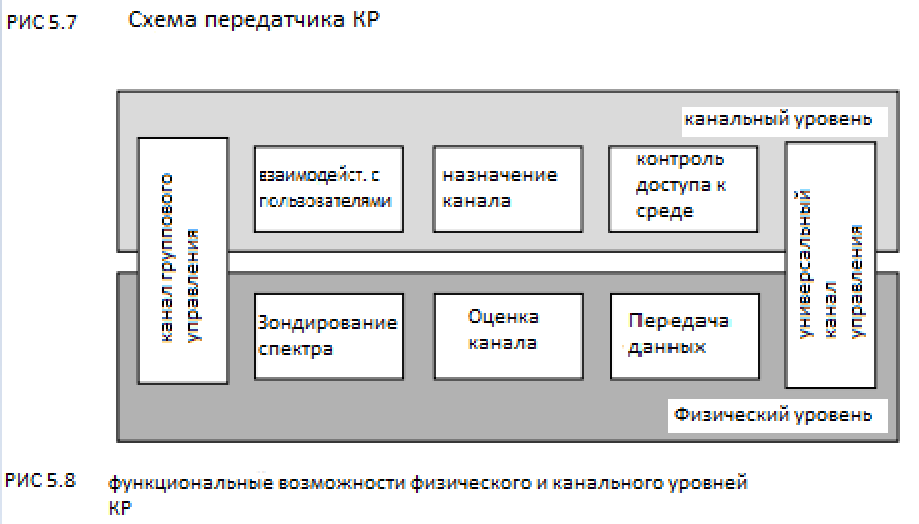 РИС 5.7 Схема передатчика КР
канальный уровень
канал группового
управления
взаимодейст. с
пользователями
назначение
канала
контроль
доступа к
среде
универсальный
канал
управления
Зондирование
спектра
Оценка
канала
Передача
данных
Физический уровень
РИС 5.8 функциональные возможности физического и канального уровней
КР